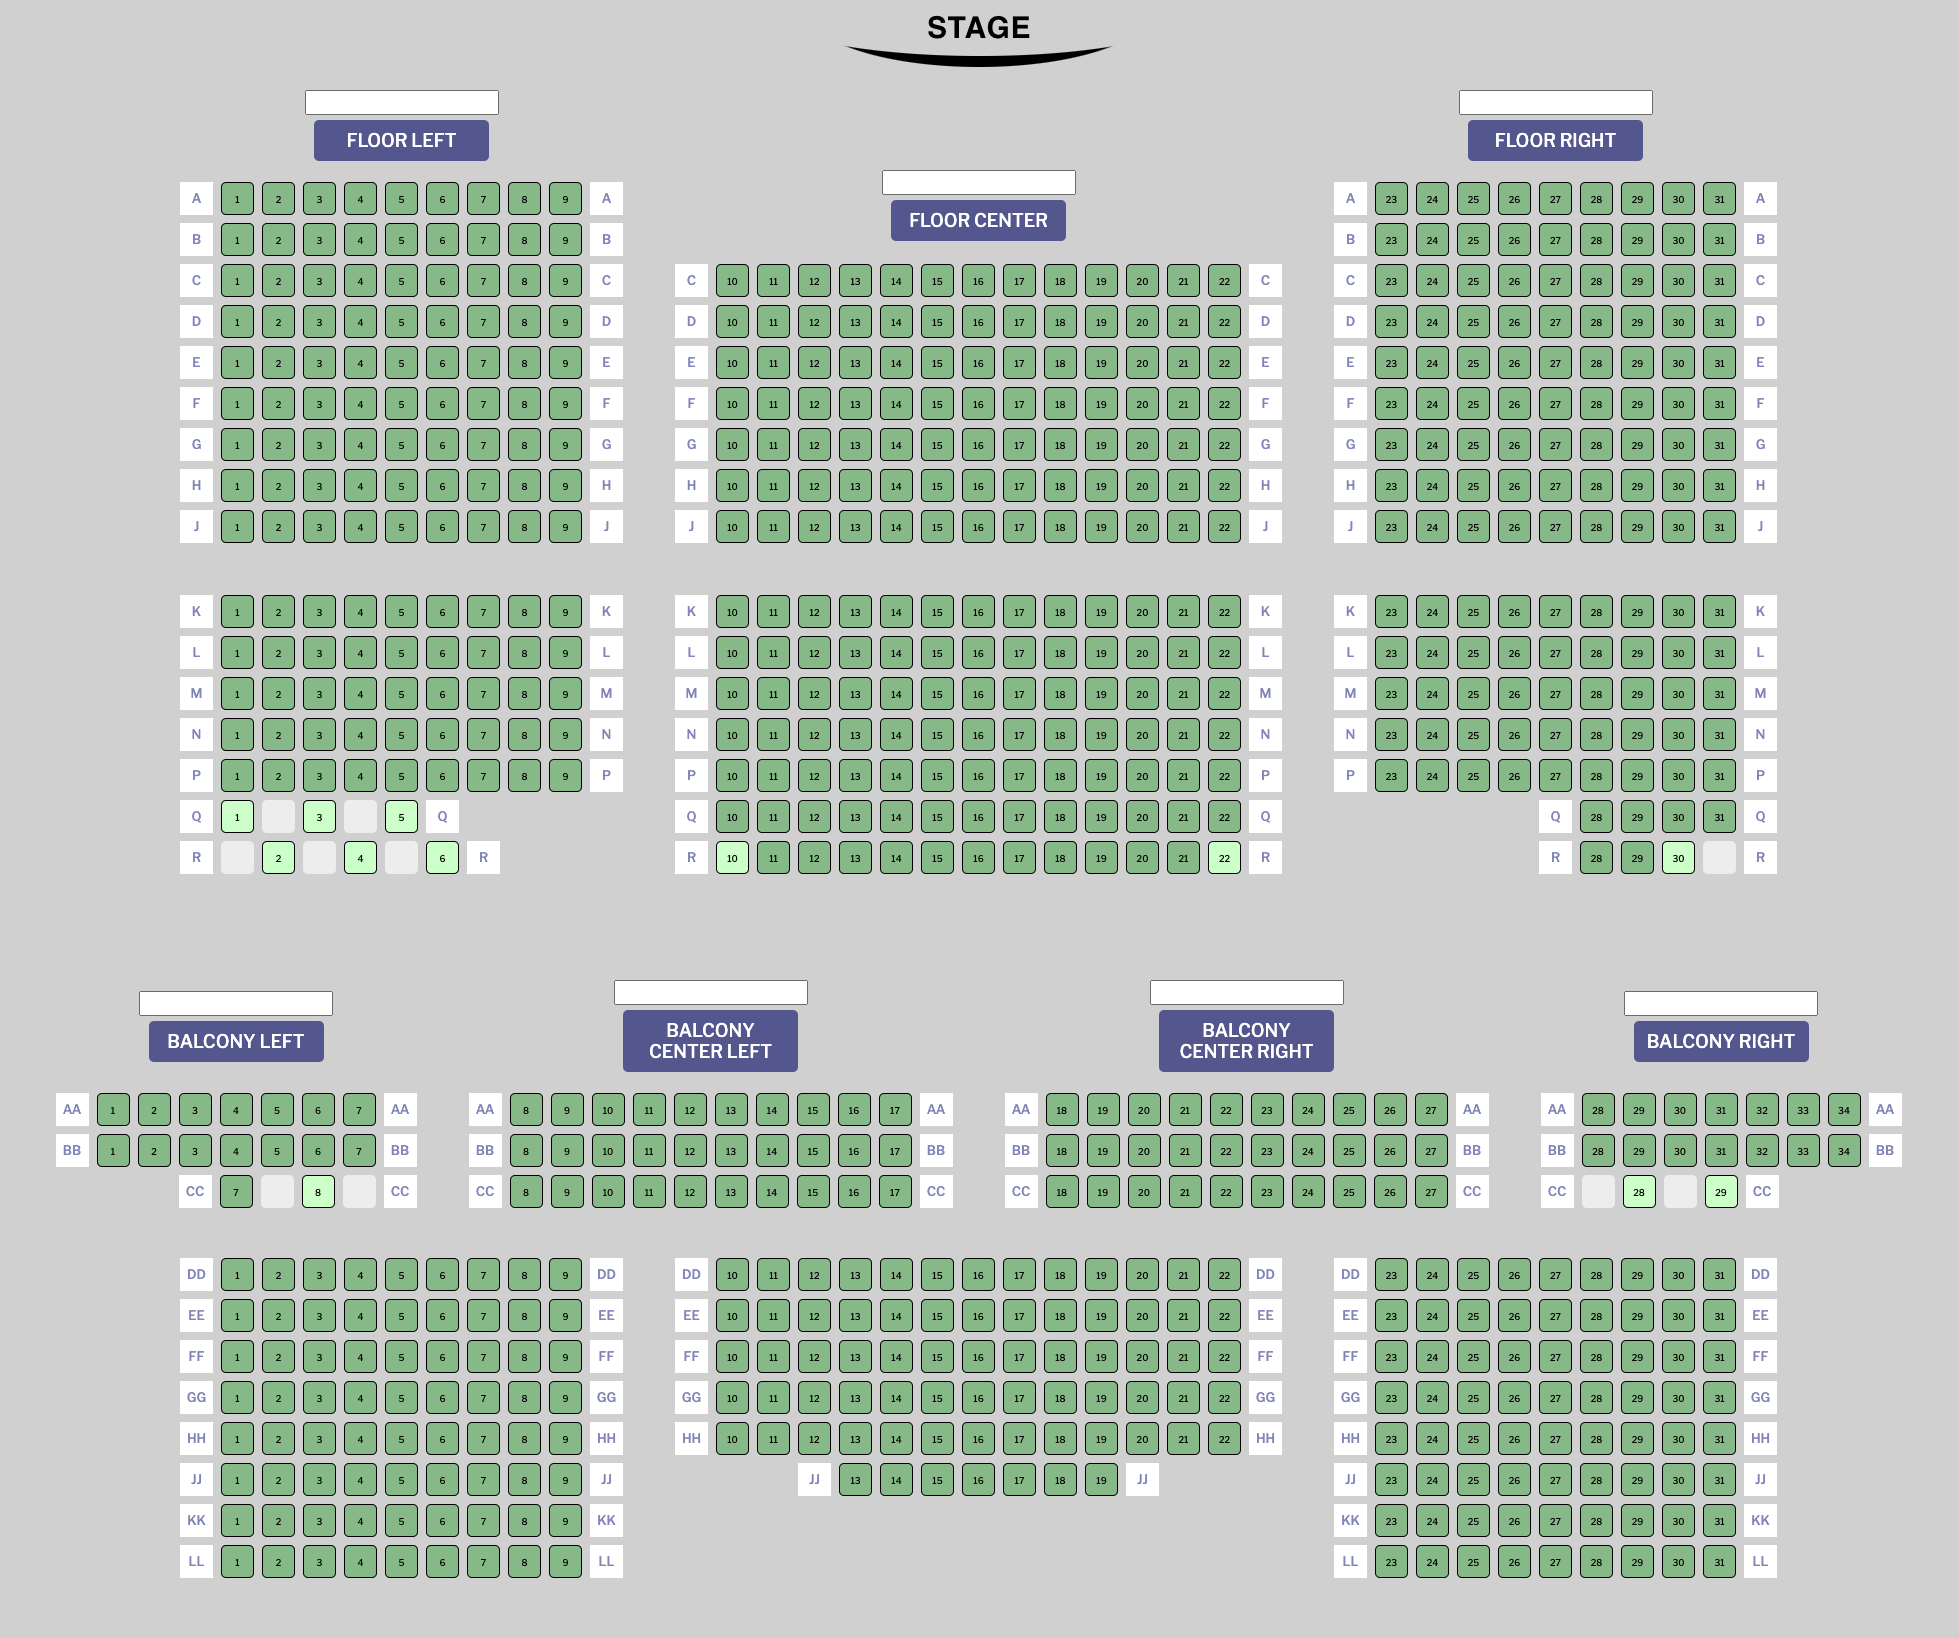 STAGE
FLOOR LEFT
FLOOR RIGHT
FLOOR CENTER
A 1 2 3 4 5 6 7 8 9 A A 23 24 25 26 27 28 29 30 31 A
B 1 2 3 4 5 6 7 8 9 B B 23 24 25 26 27 28 29 30 31 B
C 1 2 3 4 5 6 7 8 9 C C 10 11 12 13 14 15 16 17 18 19 20 21 22 C C 23 24 25 26 27 28 29 30 31 C
D 1 2 3 4 5 6 7 8 9 D D 10 11 12 13 14 15 16 17 18 19 20 21 22 D D 23 24 25 26 27 28 29 30 31 D
E 1 2 3 4 5 6 7 8 9 E E 10 11 12 13 14 15 16 17 18 19 20 21 22 E E 23 24 25 26 27 28 29 30 31 E
F 1 2 3 4 5 6 7 8 9 F F 10 11 12 13 14 15 16 17 18 19 20 21 22 F F 23 24 25 26 27 28 29 30 31 F
G 1 2 3 4 5 6 7 8 9 G G 10 11 12 13 14 15 16 17 18 19 20 21 22 G G 23 24 25 26 27 28 29 30 31 G
H 1 2 3 4 5 6 7 8 9 H H 10 11 12 13 14 15 16 17 18 19 20 21 22 H H 23 24 25 26 27 28 29 30 31 H
J 1 2 3 4 5 6 7 8 9 J J 10 11 12 13 14 15 16 17 18 19 20 21 22 J J 23 24 25 26 27 28 29 30 31 J
K 1 2 3 4 5 6 7 8 9 K K 10 11 12 13 14 15 16 17 18 19 20 21 22 K K 23 24 25 26 27 28 29 30 31 K
L 1 2 3 4 5 6 7 8 9 L L 10 11 12 13 14 15 16 17 18 19 20 21 22 L L 23 24 25 26 27 28 29 30 31 L
M 1 2 3 4 5 6 7 8 9 M M 10 11 12 13 14 15 16 17 18 19 20 21 22 M M 23 24 25 26 27 28 29 30 31 M
N 1 2 3 4 5 6 7 8 9 N N 10 11 12 13 14 15 16 17 18 19 20 21 22 N N 23 24 25 26 27 28 29 30 31 N
P 1 2 3 4 5 6 7 8 9 P P 10 11 12 13 14 15 16 17 18 19 20 21 22 P P 23 24 25 26 27 28 29 30 31 P
Q 1 3 5 Q Q 10 11 12 13 14 15 16 17 18 19 20 21 22 Q Q 28 29 30 31 Q
R 2 4 6 R R 10 11 12 13 14 15 16 17 18 19 20 21 22 R R 28 29 30 R
BALCONY LEFT
BALCONY
CENTER LEFT
BALCONY
CENTER RIGHT
BALCONY RIGHT
AA 1 2 3 4 5 6 7 AA AA 8 9 10 11 12 13 14 15 16 17 AA AA 18 19 20 21 22 23 24 25 26 27 AA AA 28 29 30 31 32 33 34 AA
BB 1 2 3 4 5 6 7 BB BB 8 9 10 11 12 13 14 15 16 17 BB BB 18 19 20 21 22 23 24 25 26 27 BB BB 28 29 30 31 32 33 34 BB
CC 7 8 CC CC 8 9 10 11 12 13 14 15 16 17 CC CC 18 19 20 21 22 23 24 25 26 27 CC CC 28 29 CC
DD 1 2 3 4 5 6 7 8 9 DD DD 10 11 12 13 14 15 16 17 18 19 20 21 22 DD DD 23 24 25 26 27 28 29 30 31 DD
EE 1 2 3 4 5 6 7 8 9 EE EE 10 11 12 13 14 15 16 17 18 19 20 21 22 EE EE 23 24 25 26 27 28 29 30 31 EE
FF 1 2 3 4 5 6 7 8 9 FF FF 10 11 12 13 14 15 16 17 18 19 20 21 22 FF FF 23 24 25 26 27 28 29 30 31 FF
GG 1 2 3 4 5 6 7 8 9 GG GG 10 11 12 13 14 15 16 17 18 19 20 21 22 GG GG 23 24 25 26 27 28 29 30 31 GG
HH 1 2 3 4 5 6 7 8 9 HH HH 10 11 12 13 14 15 16 17 18 19 20 21 22 HH HH 23 24 25 26 27 28 29 30 31 HH
JJ 1 2 3 4 5 6 7 8 9 JJ JJ 13 14 15 16 17 18 19 JJ JJ 23 24 25 26 27 28 29 30 31 JJ
KK 1 2 3 4 5 6 7 8 9 KK KK 23 24 25 26 27 28 29 30 31 KK
LL 1 2 3 4 5 6 7 8 9 LL LL 23 24 25 26 27 28 29 30 31 LL